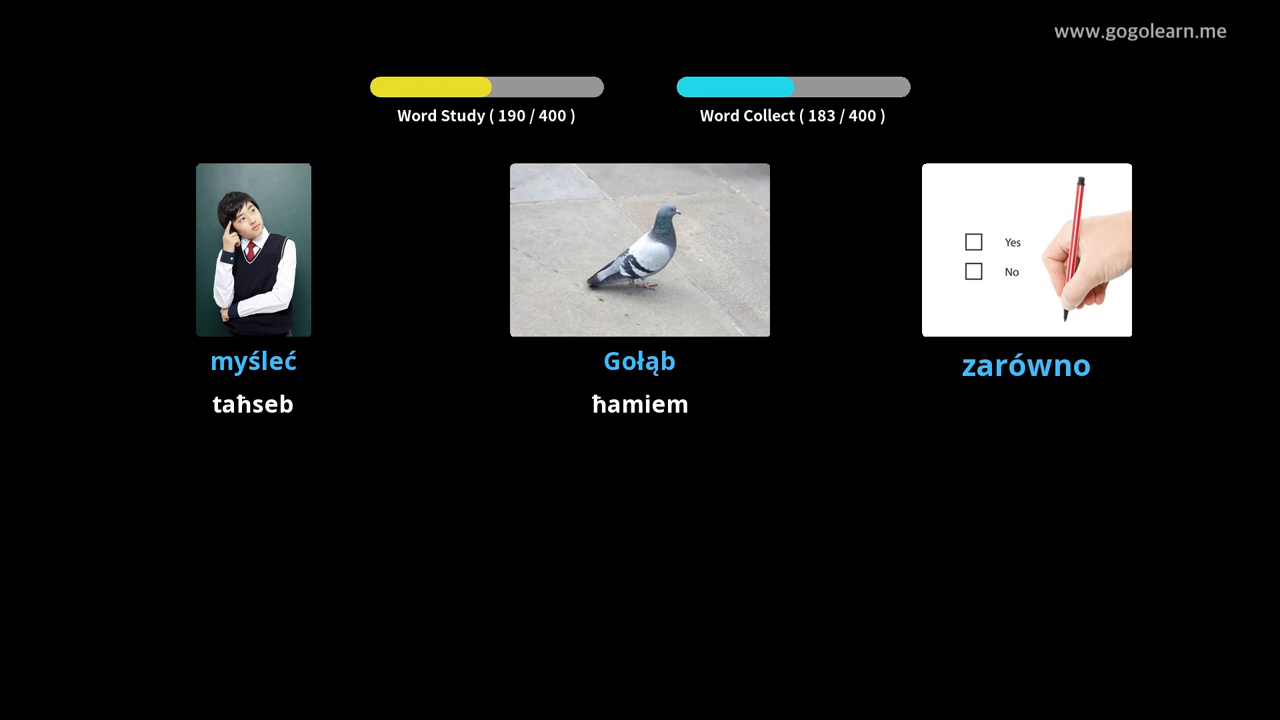 www.gogolearn.me
Word Study ( 190 / 400 )
Word Collect ( 183 / 400 )
Yes
No
myśleć
Gołąb
zarówno
taħseb
ħamiem